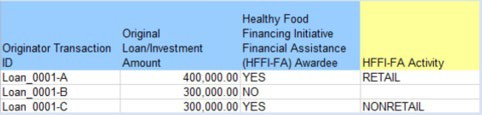 Originator Transaction ID | Original Loan/Investment Amount | Healthy Food Financing Initiative Financial Assistance (HFFI-FA) Awardee | HFFI-FA Activity
Loan_0001-A | 400,000.00 | YES | RETAIL
Loan_0001-B | 300,000.00 | NO
Loan_0001-C | 300,000.00 | YES | NONRETAIL